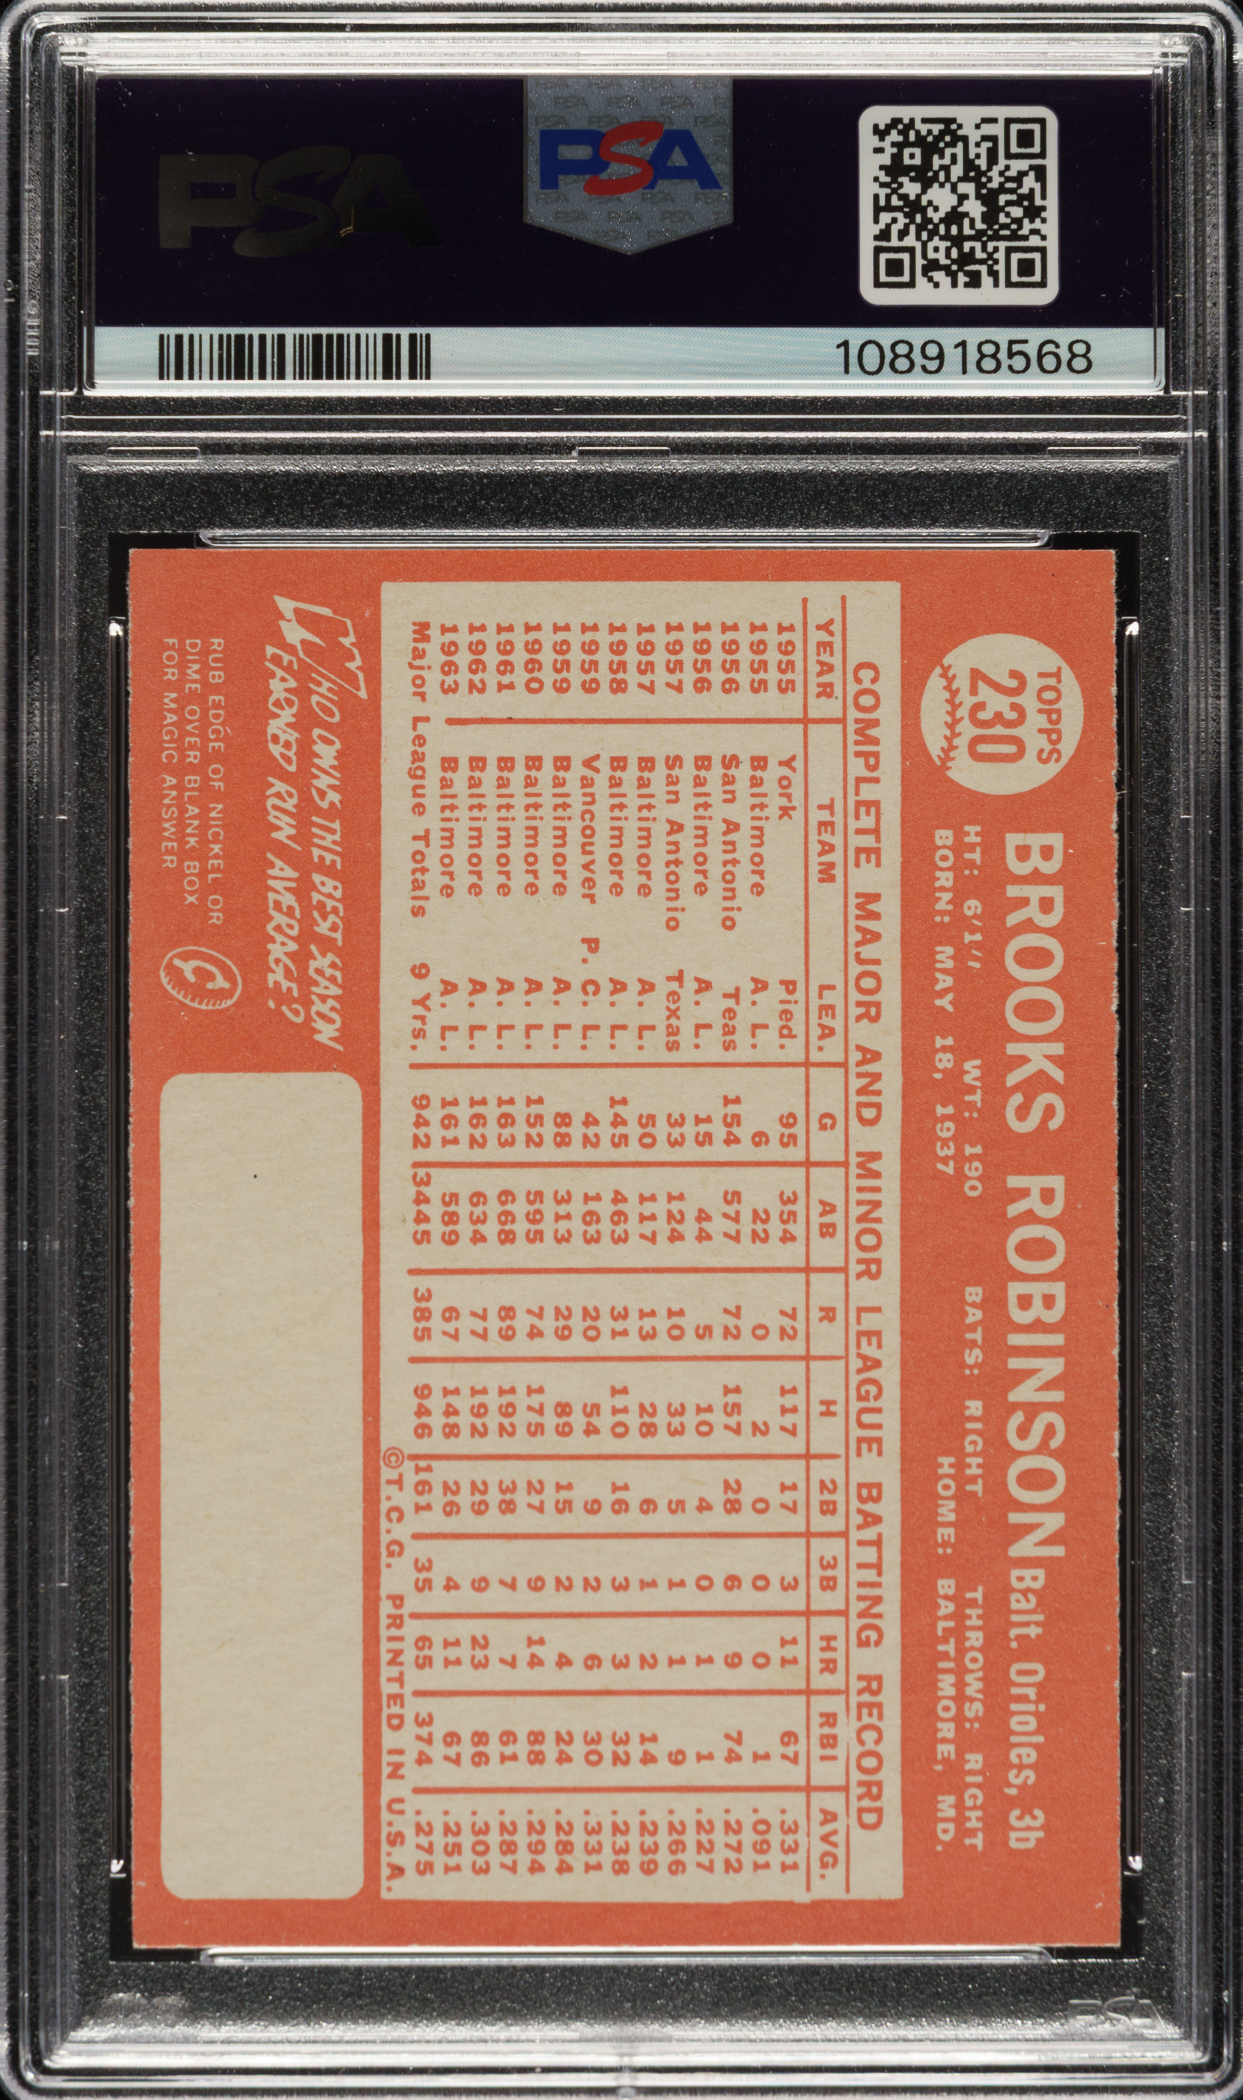 PSA
PSA
108918568
TOPPS
230
BROOKS ROBINSON Balt. Orioles, 3b
HT: 6'1" WT: 190 BATS: RIGHT THROWS: RIGHT
BORN: MAY 18, 1937 HOME: BALTIMORE, MD.
COMPLETE MAJOR AND MINOR LEAGUE BATTING RECORD
YEAR TEAM LEA. G AB R H 2B 3B HR RBI AVG.
1955 York Pied. 95 354 72 117 17 3 11 67 .331
1955 Baltimore A. L. 6 22 0 2 0 0 0 1 .091
1956 San Antonio Teas 154 577 72 157 28 6 9 74 .272
1956 Baltimore A. L. 15 44 5 10 4 0 1 1 .227
1957 San Antonio Texas 33 124 10 33 5 1 1 9 .266
1957 Baltimore A. L. 50 117 13 28 6 1 2 14 .239
1958 Baltimore A. L. 145 463 31 110 16 3 3 32 .238
1959 Vancouver P. C. L. 42 163 20 54 9 2 6 30 .331
1959 Baltimore A. L. 88 313 29 89 15 2 4 24 .284
1960 Baltimore A. L. 152 595 74 175 27 9 14 88 .294
1961 Baltimore A. L. 163 668 89 192 38 7 7 61 .287
1962 Baltimore A. L. 162 634 77 192 29 9 23 86 .303
1963 Baltimore A. L. 161 589 67 148 26 4 11 67 .251
Major League Totals 9 Yrs. 942 3445 385 946 161 35 65 374 .275
©T.C.G. PRINTED IN U.S.A.
WHO OWNS THE BEST SEASON
EARNED RUN AVERAGE?
RUB EDGE OF NICKEL OR
DIME OVER BLANK BOX
FOR MAGIC ANSWER
PSA